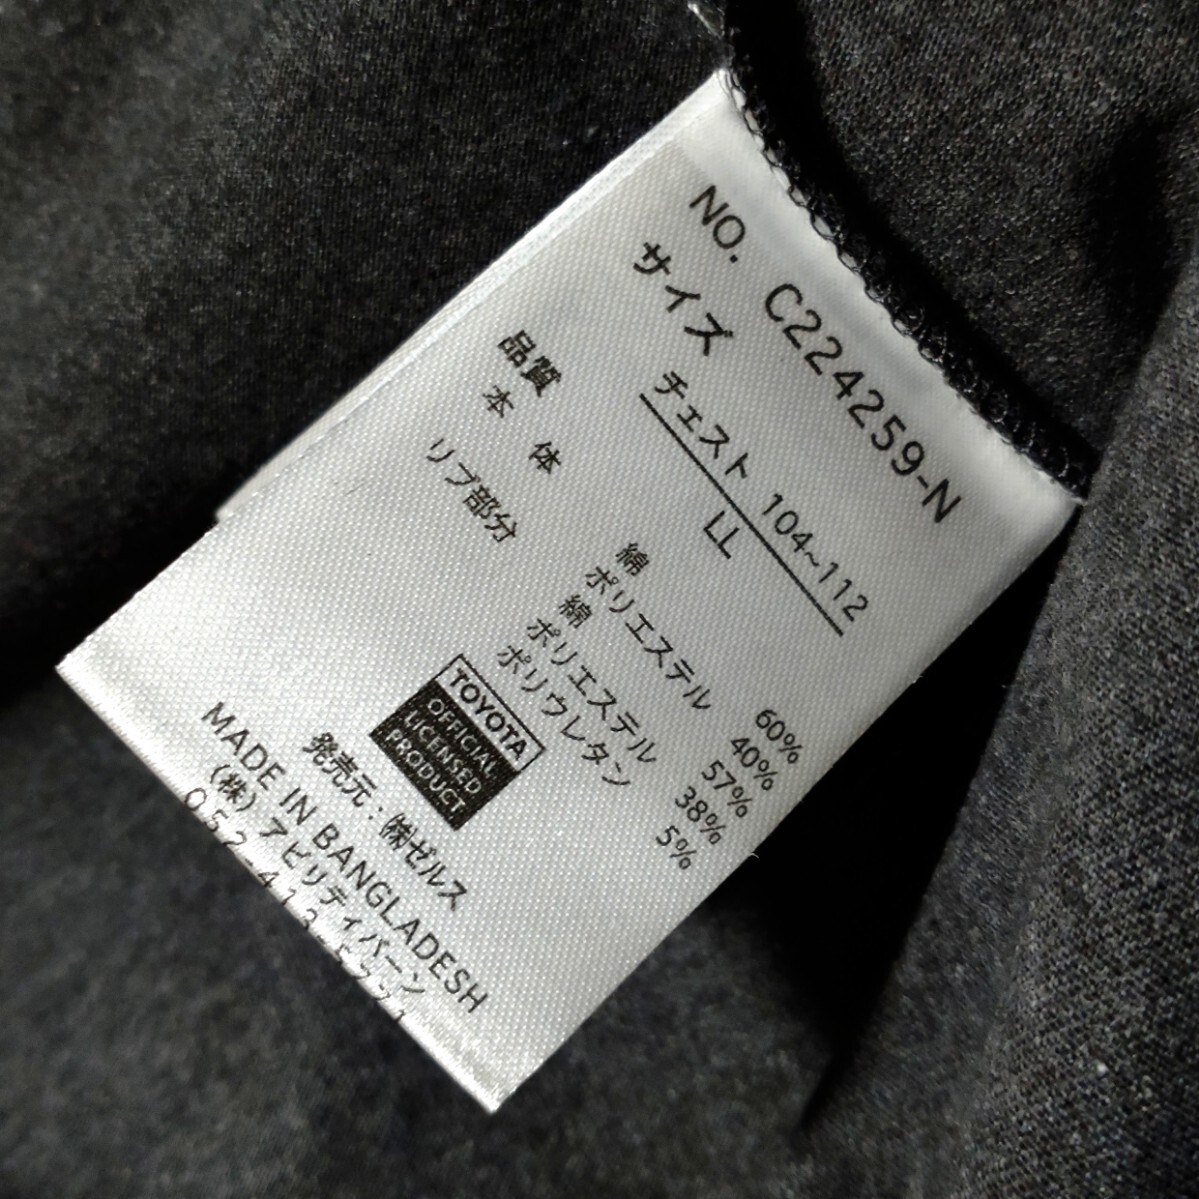 NO. C224259-N
サイズ チェスト 104~112
LL
品質
本体 綿 60%
ポリエステル 40%
リブ部分 綿 57%
ポリエステル 38%
ポリウレタン 5%
TOYOTA
OFFICIAL
LICENSED
PRODUCT
発売元:㈱ゼルス
MADE IN BANGLADESH
(株)アビリティバーン
052-413-5771